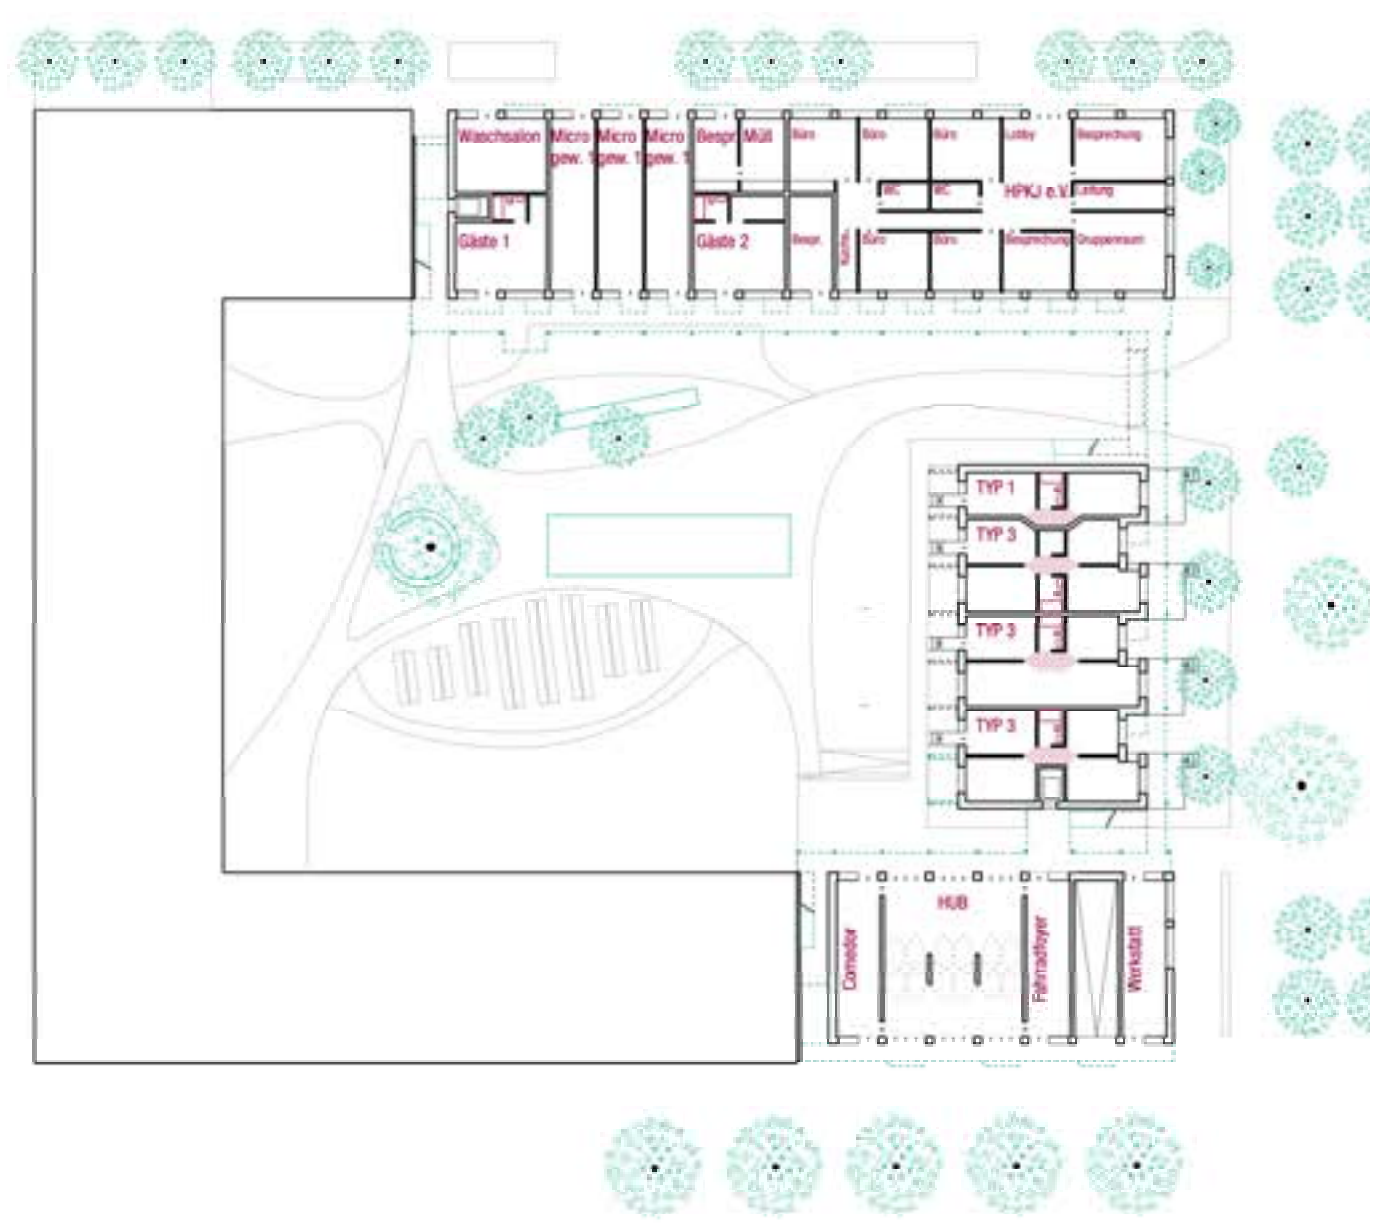 Waschsalon
Micro
gew. 1
Micro
gew. 1
Micro
gew. 1
Bespr.
Müll
Büro
Büro
Büro
Lobby
Besprechung
WC
WC
HPKJ e.V.
Leitung
Gäste 1
Gäste 2
Bespr.
Küche
Büro
Büro
Besprechung
Gruppenraum
TYP 1
TYP 3
TYP 3
TYP 3
HUB
Comedor
Fahrradfoyer
Werkstatt